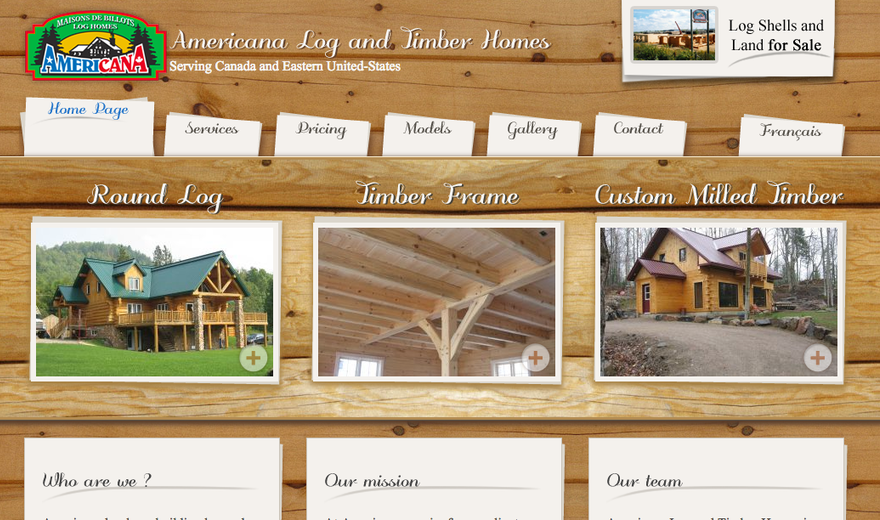 MAISONS DE BILLOTS
LOG HOMES
AMERICANA
Americana Log and Timber Homes
Serving Canada and Eastern United-States
Log Shells and
Land for Sale
Home Page
Services
Pricing
Models
Gallery
Contact
Français
Round Log
Timber Frame
Custom Milled Timber
Who are we ?
Our mission
Our team